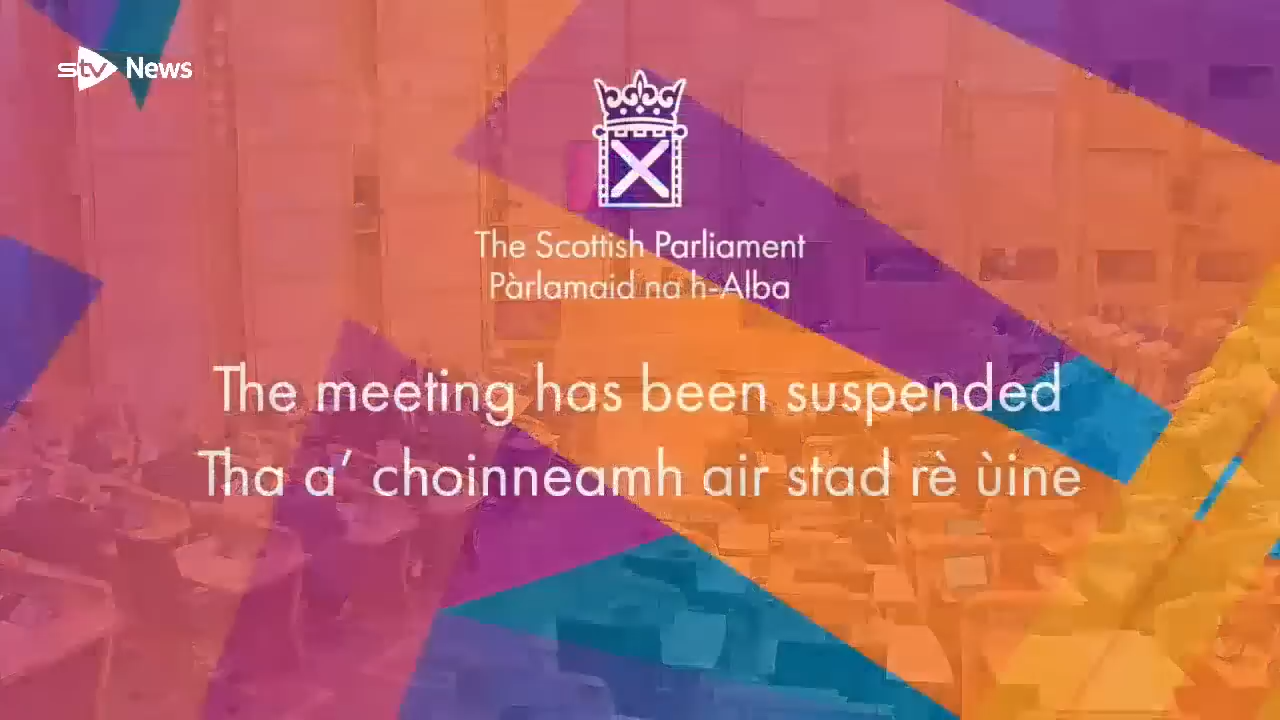 stv News
The Scottish Parliament
Pàrlamaid na h-Alba
The meeting has been suspended
Tha a’ choinneamh air stad rè ùine